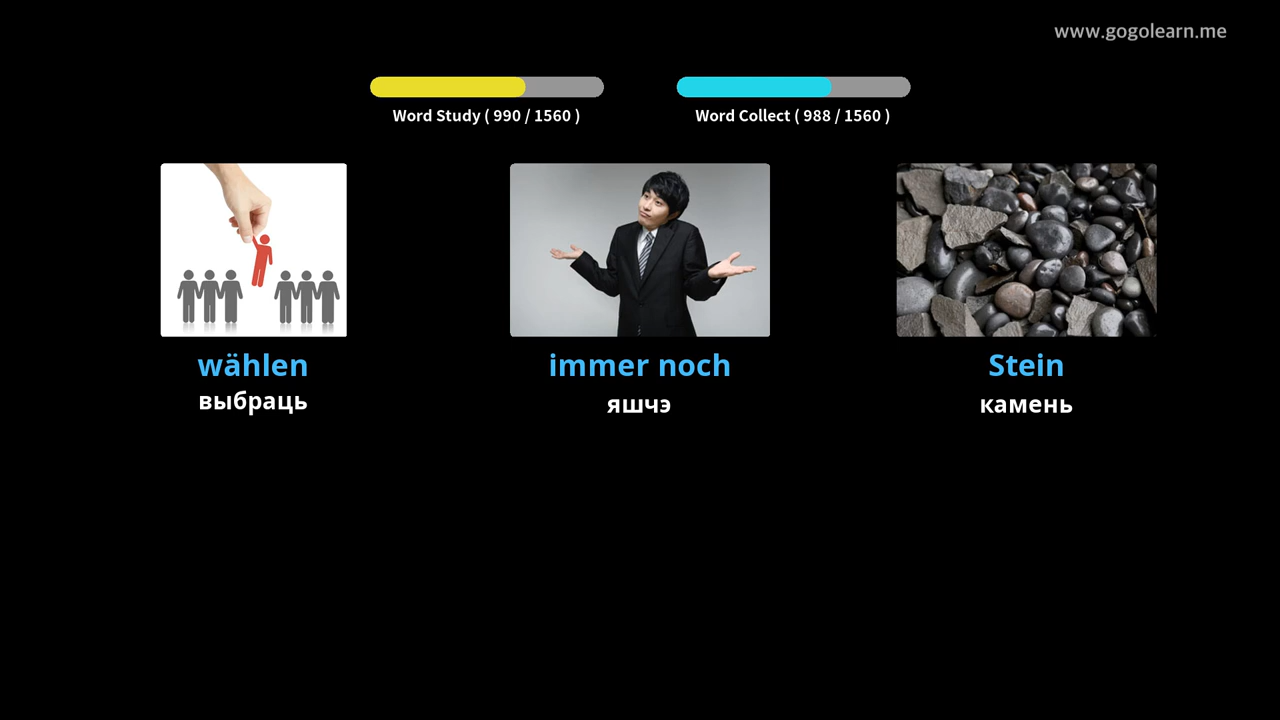 www.gogolearn.me
Word Study ( 990 / 1560 )
Word Collect ( 988 / 1560 )
wählen
выбраць
immer noch
яшчэ
Stein
камень